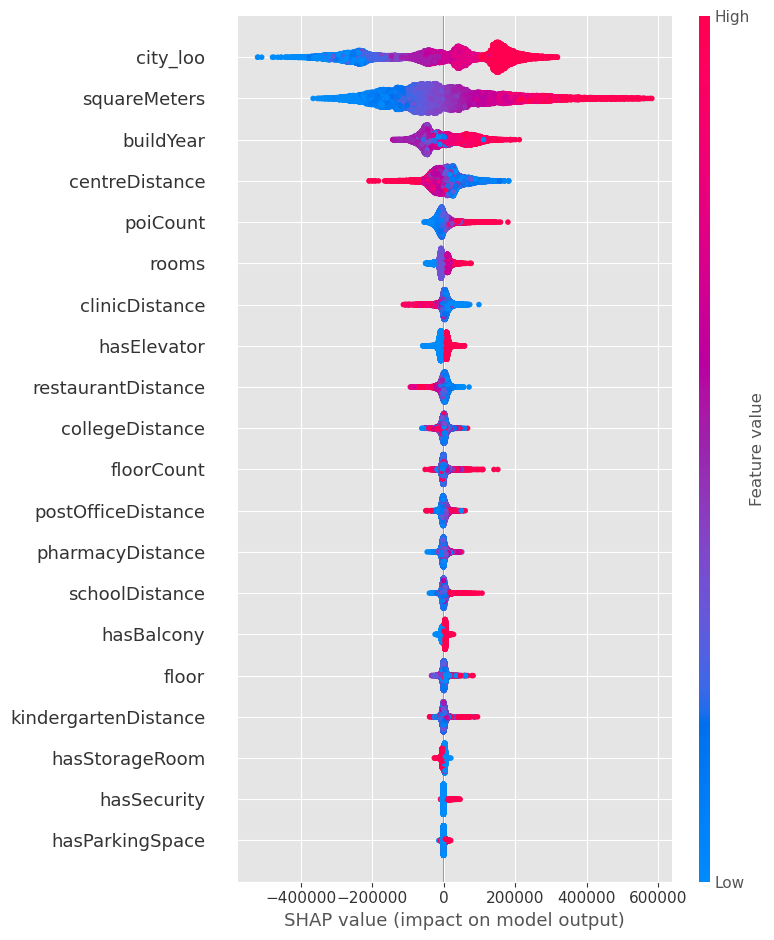 High
city_loo
squareMeters
buildYear
centreDistance
poiCount
rooms
clinicDistance
hasElevator
restaurantDistance
collegeDistance
floorCount
postOfficeDistance
pharmacyDistance
schoolDistance
hasBalcony
floor
kindergartenDistance
hasStorageRoom
hasSecurity
hasParkingSpace
Feature value
Low
−400000 −200000 0 200000 400000 600000
SHAP value (impact on model output)